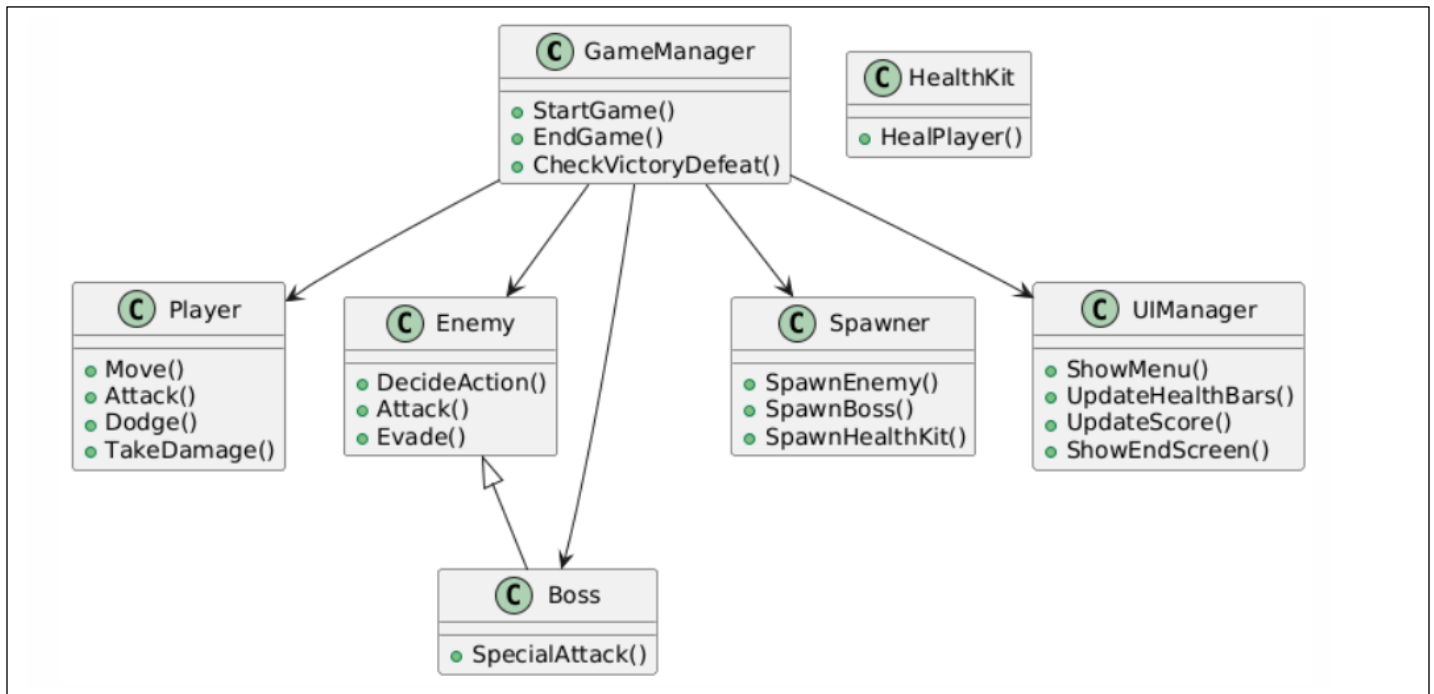 C GameManager
StartGame()
EndGame()
CheckVictoryDefeat()
C HealthKit
HealPlayer()
C Player
Move()
Attack()
Dodge()
TakeDamage()
C Enemy
DecideAction()
Attack()
Evade()
C Spawner
SpawnEnemy()
SpawnBoss()
SpawnHealthKit()
C UIManager
ShowMenu()
UpdateHealthBars()
UpdateScore()
ShowEndScreen()
C Boss
SpecialAttack()